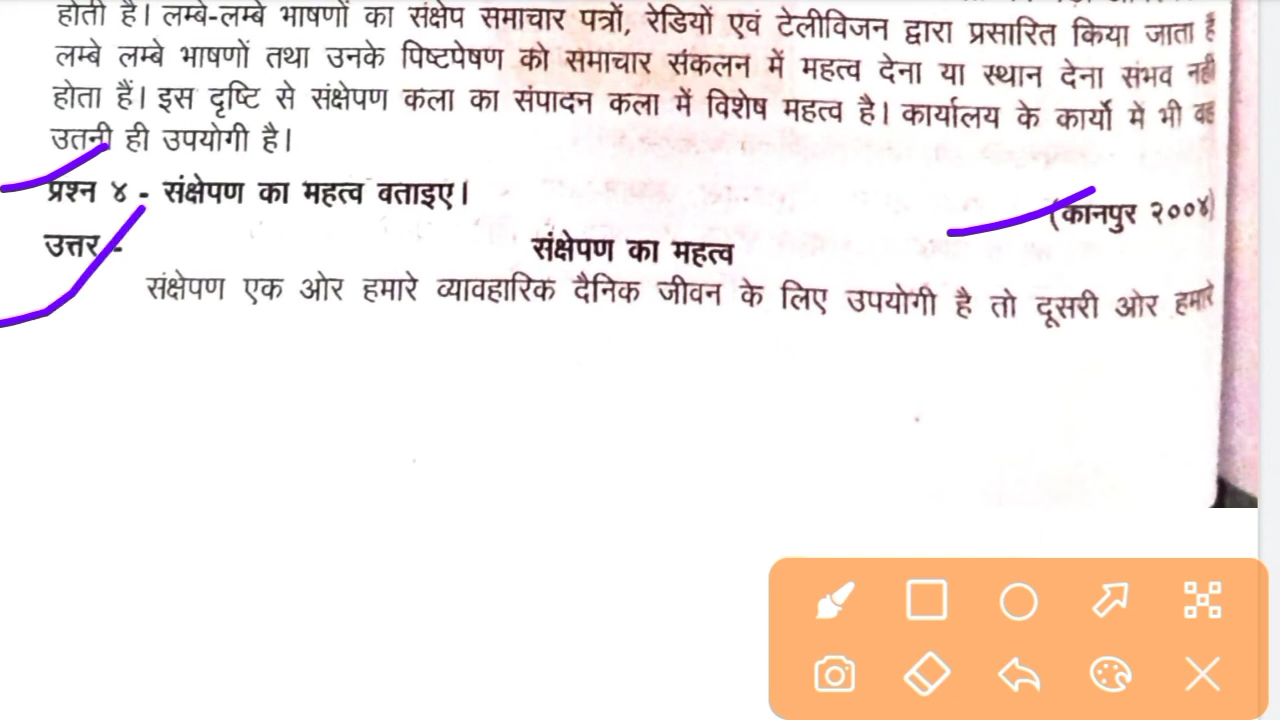 होती है। लम्बे-लम्बे भाषणों का संक्षेप समाचार पत्रों, रेडियों एवं टेलीविजन द्वारा प्रसारित किया जाता है
लम्बे लम्बे भाषणों तथा उनके पिष्टपेषण को समाचार संकलन में महत्व देना या स्थान देना संभव नही
होता हैं। इस दृष्टि से संक्षेपण कला का संपादन कला में विशेष महत्व है। कार्यालय के कार्यो में भी वह
उतनी ही उपयोगी है।
प्रश्न ४ - संक्षेपण का महत्व बताइए।
(कानपुर २००४)
उत्तर -
संक्षेपण का महत्व
संक्षेपण एक ओर हमारे व्यावहारिक दैनिक जीवन के लिए उपयोगी है तो दूसरी ओर हमारे